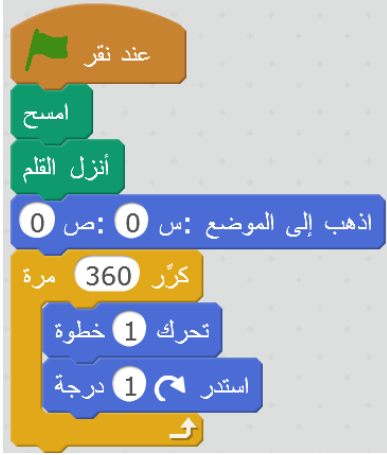 عند نقر
امسح
أنزل القلم
اذهب إلى الموضع :س 0 :ص 0
كرِّر 360 مرة
تحرك 1 خطوة
استدر 1 درجة